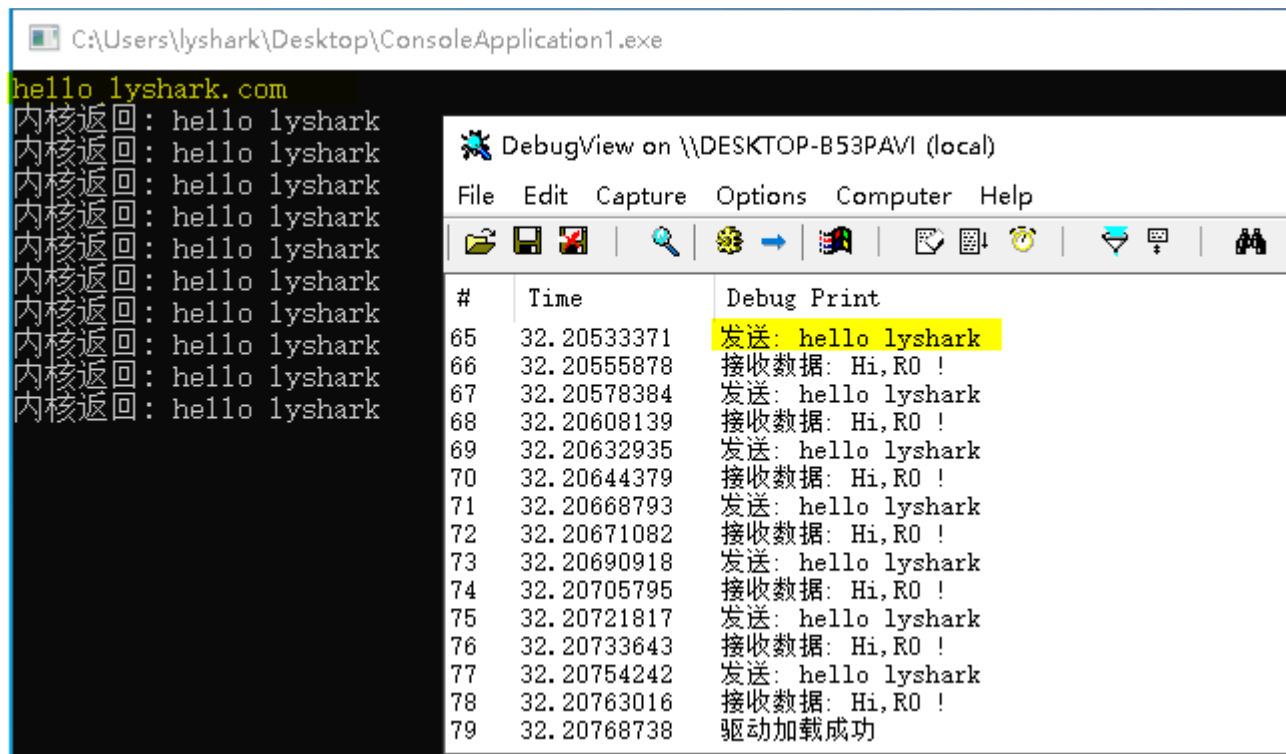 C:\Users\lyshark\Desktop\ConsoleApplication1.exe
hello lyshark.com
内核返回: hello lyshark
内核返回: hello lyshark
内核返回: hello lyshark
内核返回: hello lyshark
内核返回: hello lyshark
内核返回: hello lyshark
内核返回: hello lyshark
内核返回: hello lyshark
内核返回: hello lyshark
内核返回: hello lyshark
DebugView on \\DESKTOP-B53PAVI (local)
File Edit Capture Options Computer Help
# Time Debug Print
65 32.20533371 发送: hello lyshark
66 32.20555878 接收数据: Hi,R0 !
67 32.20578384 发送: hello lyshark
68 32.20608139 接收数据: Hi,R0 !
69 32.20632935 发送: hello lyshark
70 32.20644379 接收数据: Hi,R0 !
71 32.20668793 发送: hello lyshark
72 32.20671082 接收数据: Hi,R0 !
73 32.20690918 发送: hello lyshark
74 32.20705795 接收数据: Hi,R0 !
75 32.20721817 发送: hello lyshark
76 32.20733643 接收数据: Hi,R0 !
77 32.20754242 发送: hello lyshark
78 32.20763016 接收数据: Hi,R0 !
79 32.20768738 驱动加载成功